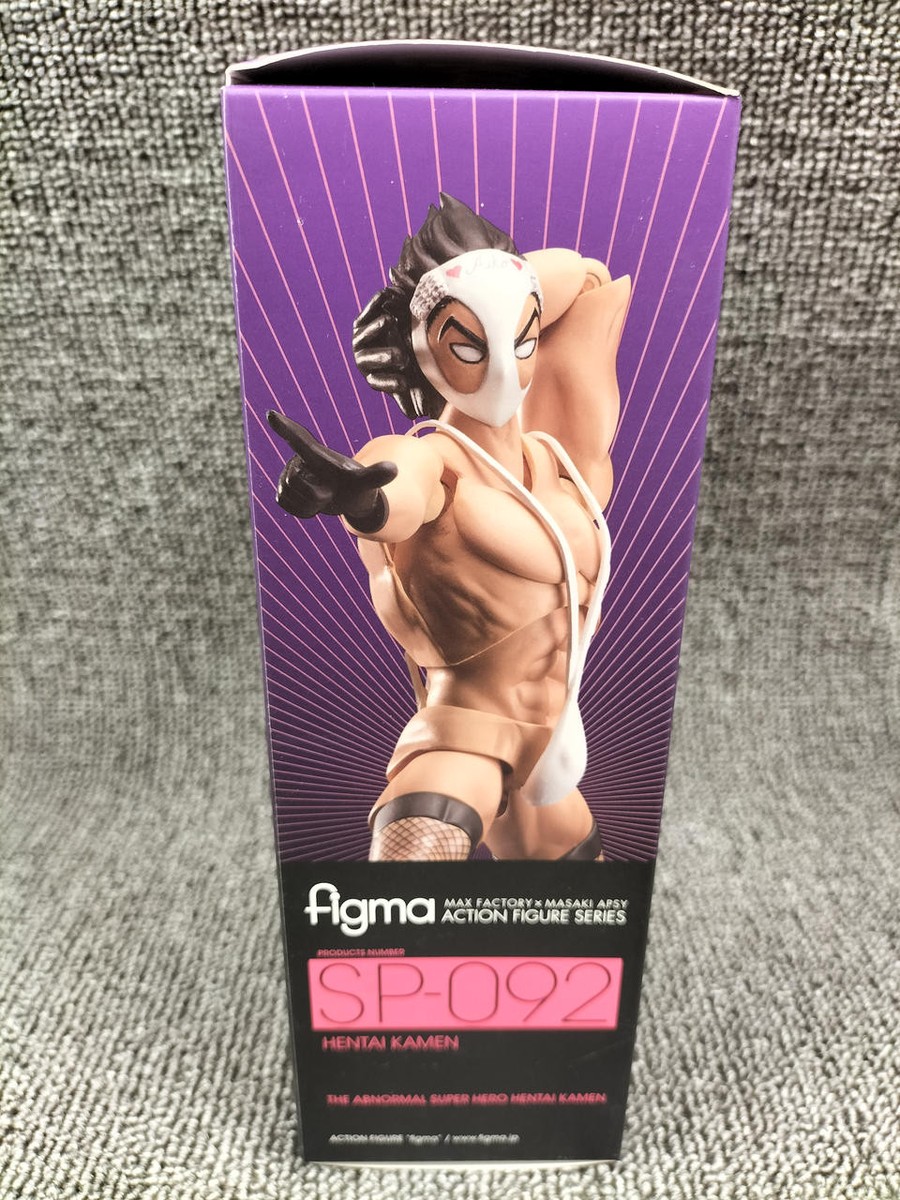 Aiko
figma MAX FACTORY × MASAKI APSY
ACTION FIGURE SERIES
PRODUCTS NUMBER
SP-092
HENTAI KAMEN
THE ABNORMAL SUPER HERO HENTAI KAMEN
ACTION FIGURE "figma" / www.figma.jp